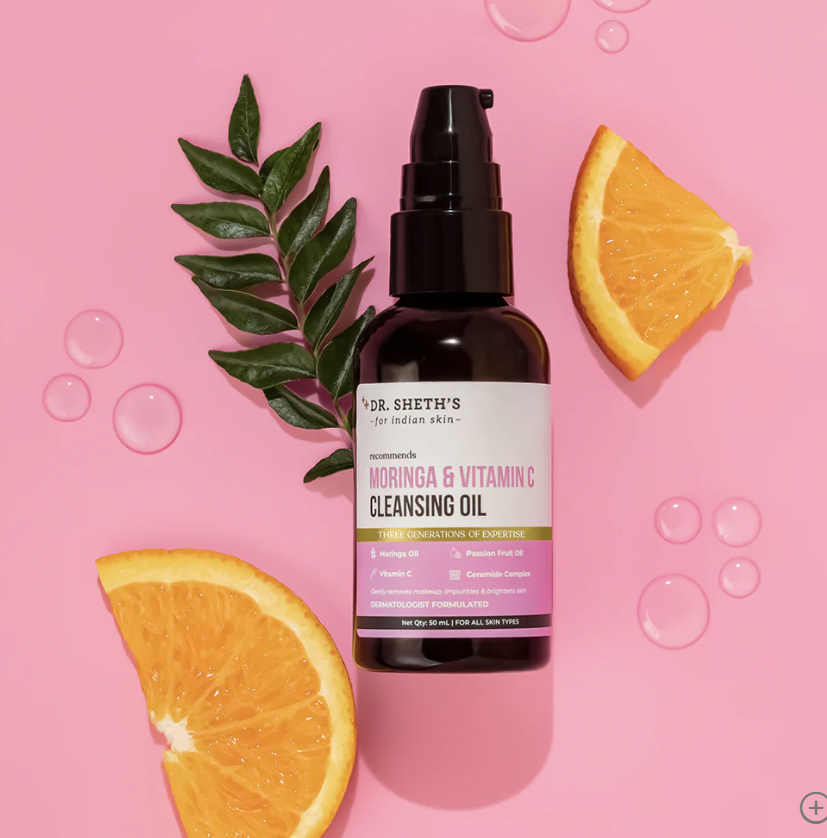 DR. SHETH'S
-for indian skin-
recommends
MORINGA & VITAMIN C
CLEANSING OIL
THREE GENERATIONS OF EXPERTISE
Moringa Oil
Passion Fruit Oil
Vitamin C
Ceramide Complex
Gently removes makeup, impurities & brightens skin
DERMATOLOGIST FORMULATED
Net Qty: 50 mL | FOR ALL SKIN TYPES